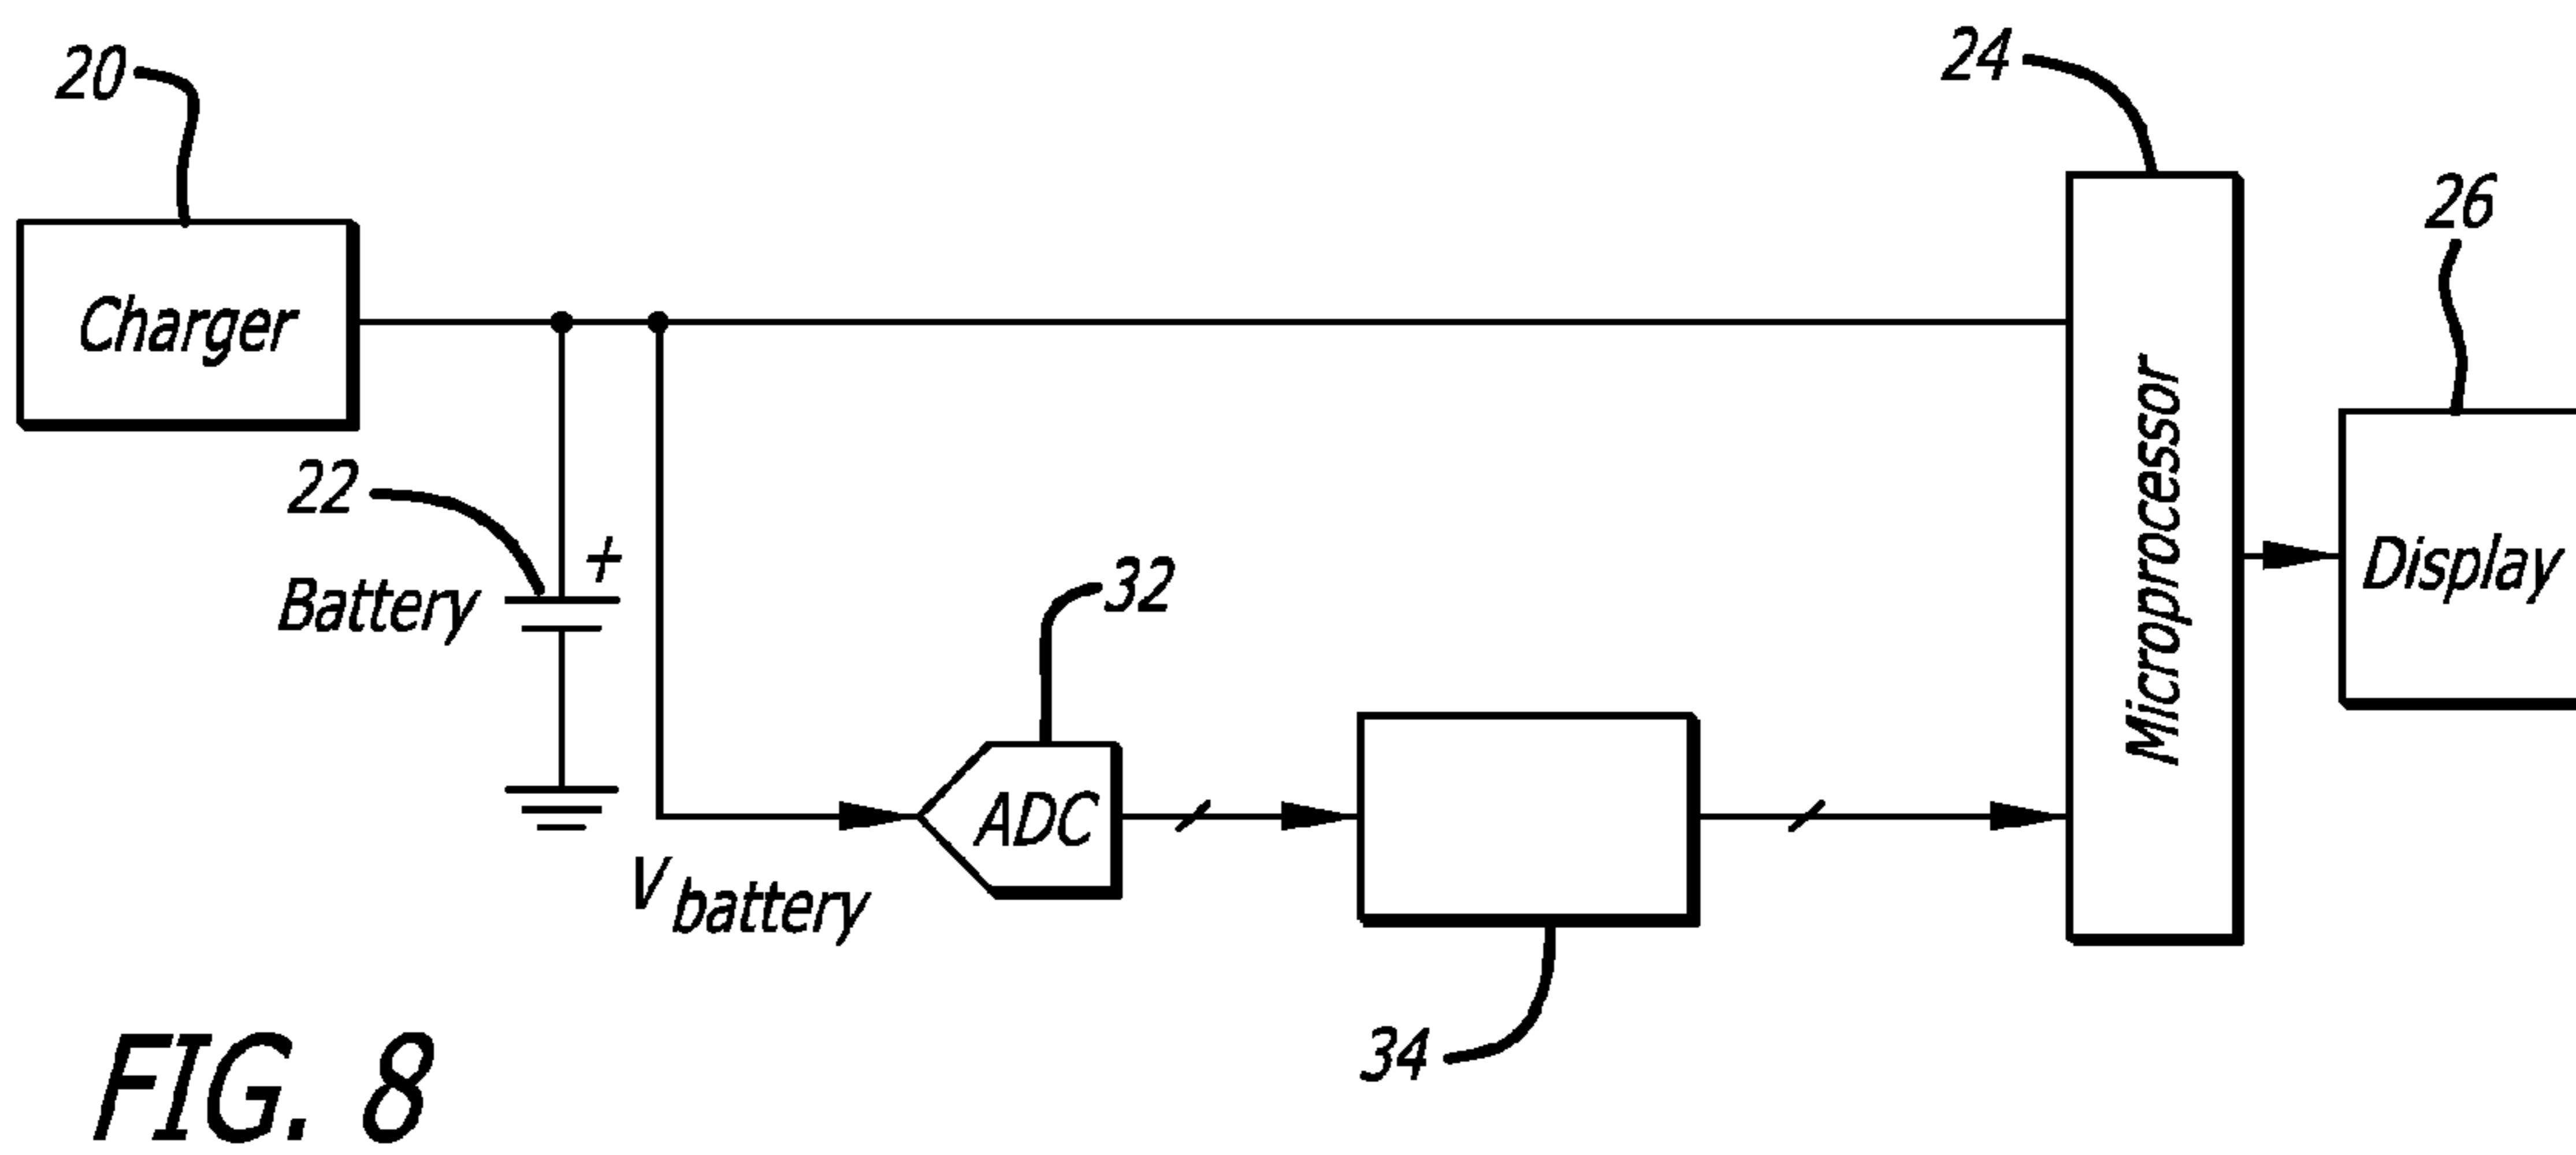 20
24
26
Charger
22
+
Battery
Microprocessor
Display
32
ADC
V battery
34
FIG. 8